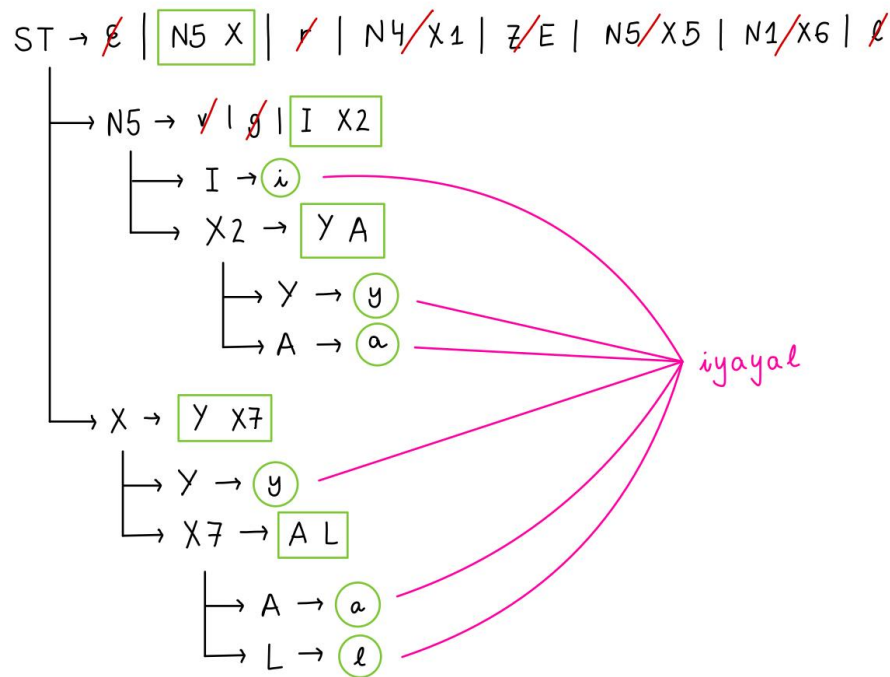 ST → ε | N5 X | r | N4 X1 | Z E | N5 X5 | N1 X6 | l
N5 → v | g | I X2
I → i
X2 → Y A
Y → y
A → a
iyayal
X → Y X7
Y → y
X7 → A L
A → a
L → l